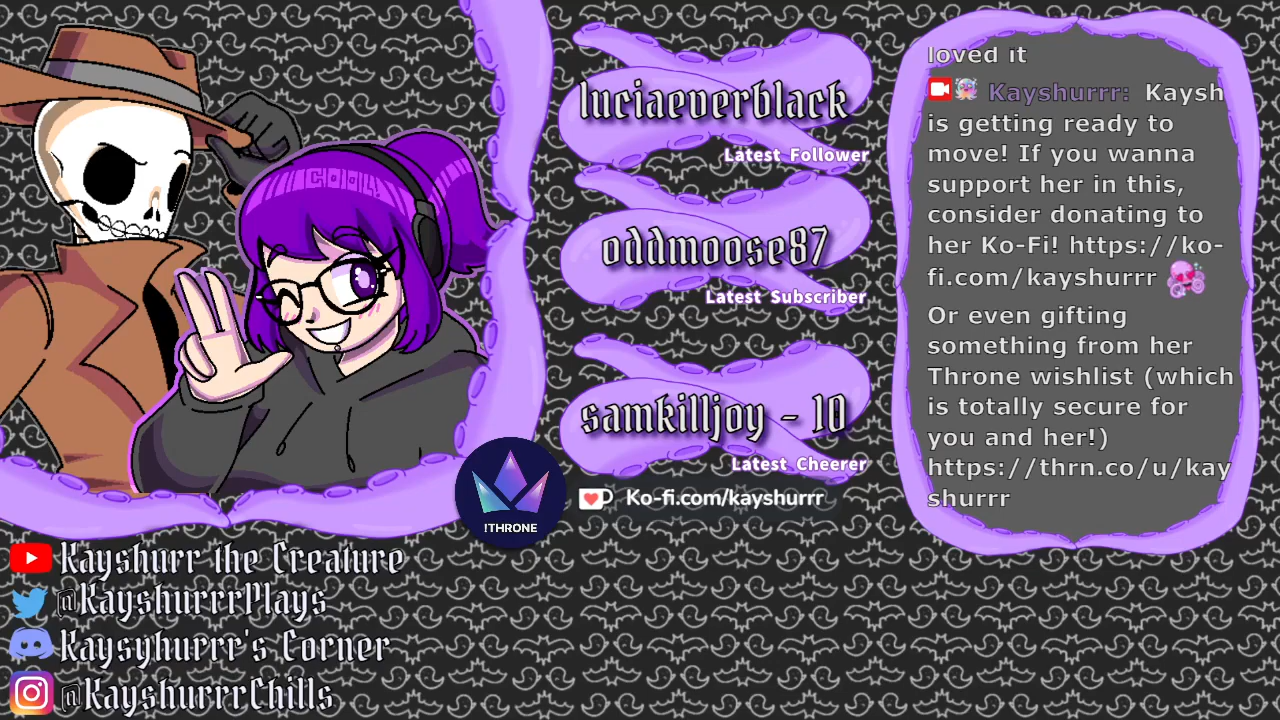 luciaeverblack
Latest Follower
oddmoose87
Latest Subscriber
samkilljoy - 10
Latest Cheerer
!THRONE
Ko-fi.com/kayshurrr
loved it
Kayshurrr: Kaysh
is getting ready to
move! If you wanna
support her in this,
consider donating to
her Ko-Fi! https://ko-
fi.com/kayshurrr
Or even gifting
something from her
Throne wishlist (which
is totally secure for
you and her!)
https://thrn.co/u/kay
shurrr
Kayshurr the Creature
@KayshurrrPlays
Kaysyhurrr's Corner
@KayshurrrChills